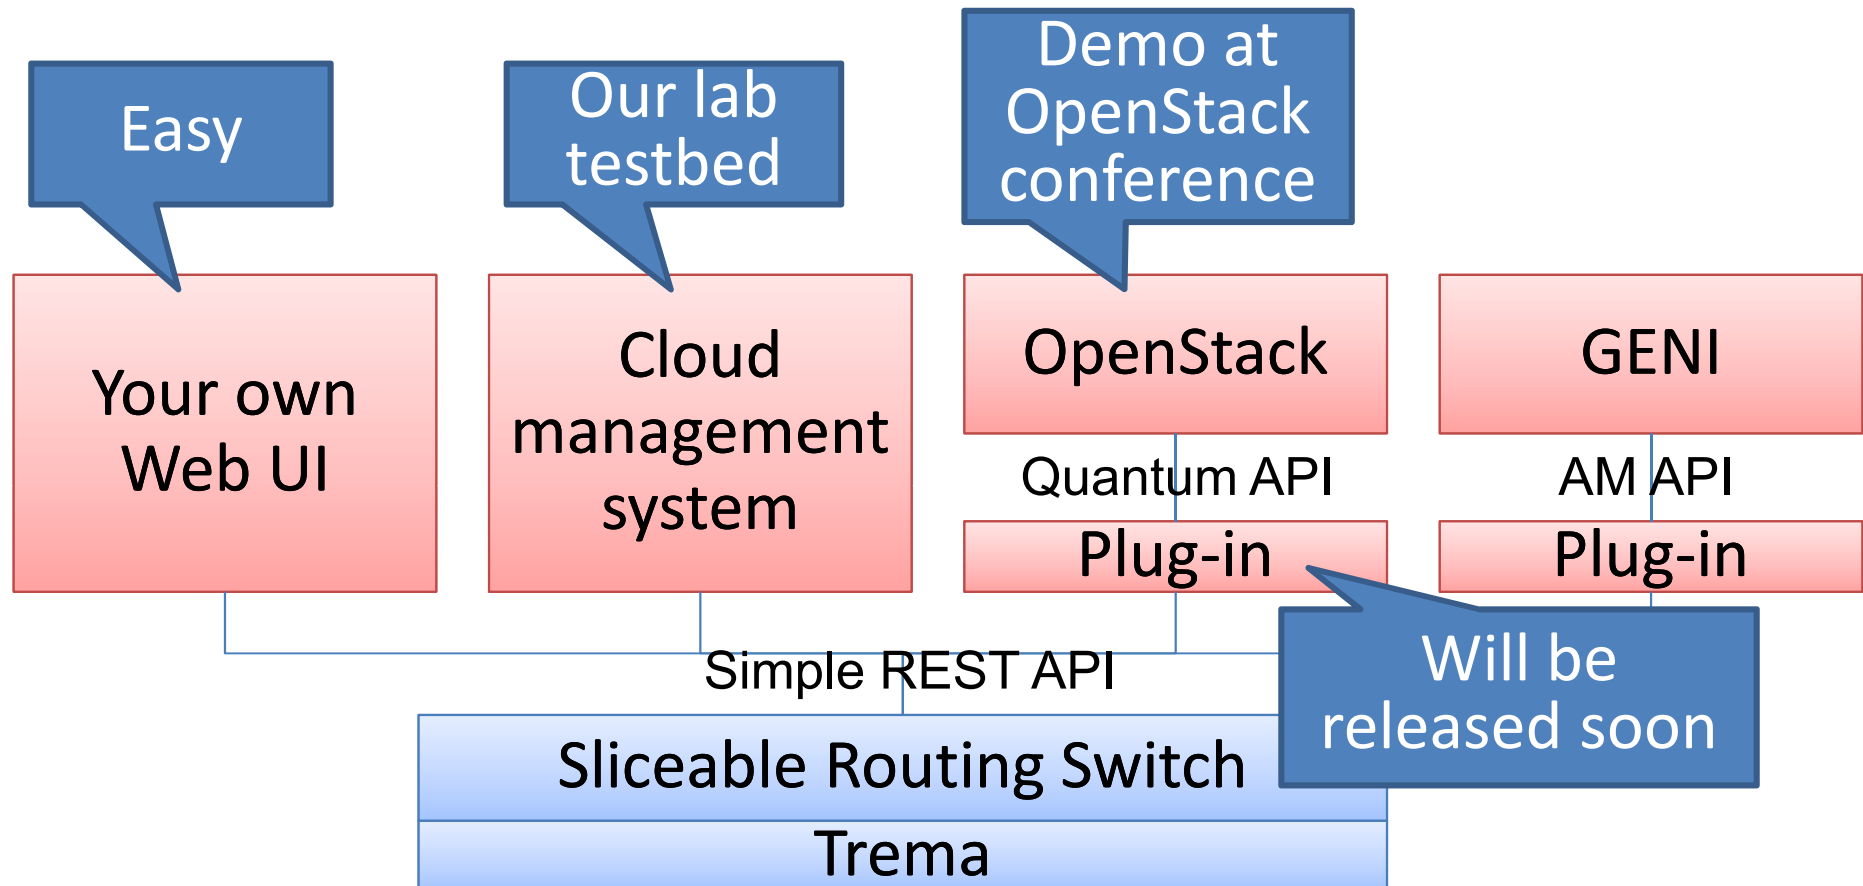 Easy
Our lab
testbed
Demo at
OpenStack
conference
Your own
Web UI
Cloud
management
system
OpenStack
GENI
Quantum API
AM API
Plug-in
Plug-in
Simple REST API
Will be
released soon
Sliceable Routing Switch
Trema